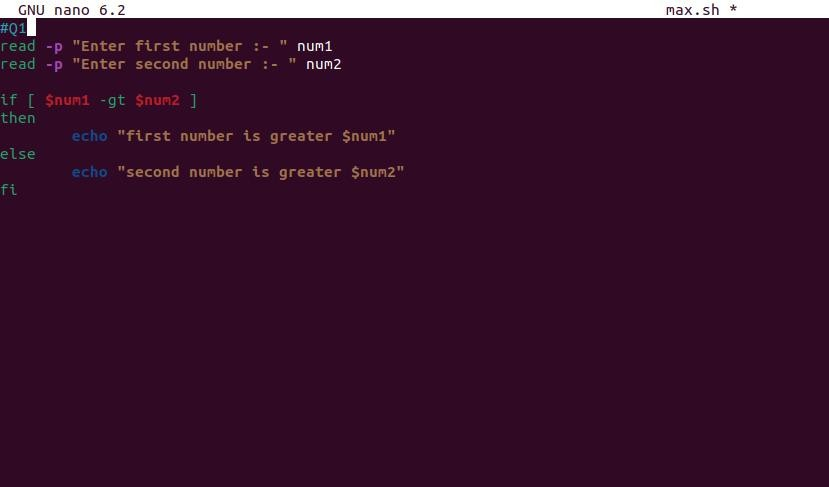 GNU nano 6.2 max.sh *
#Q1
read -p "Enter first number :- " num1
read -p "Enter second number :- " num2
if [ $num1 -gt $num2 ]
then
echo "first number is greater $num1"
else
echo "second number is greater $num2"
fi